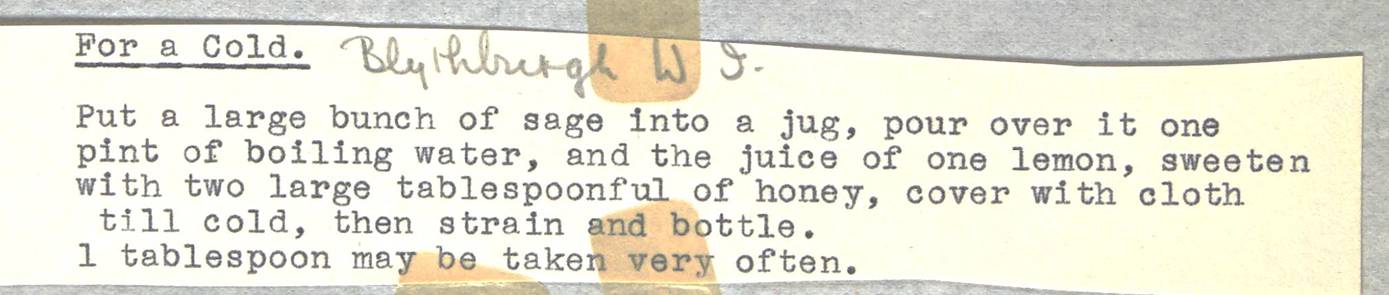 For a Cold. Blythburgh W I.
Put a large bunch of sage into a jug, pour over it one
pint of boiling water, and the juice of one lemon, sweeten
with two large tablespoonful of honey, cover with cloth
till cold, then strain and bottle.
1 tablespoon may be taken very often.